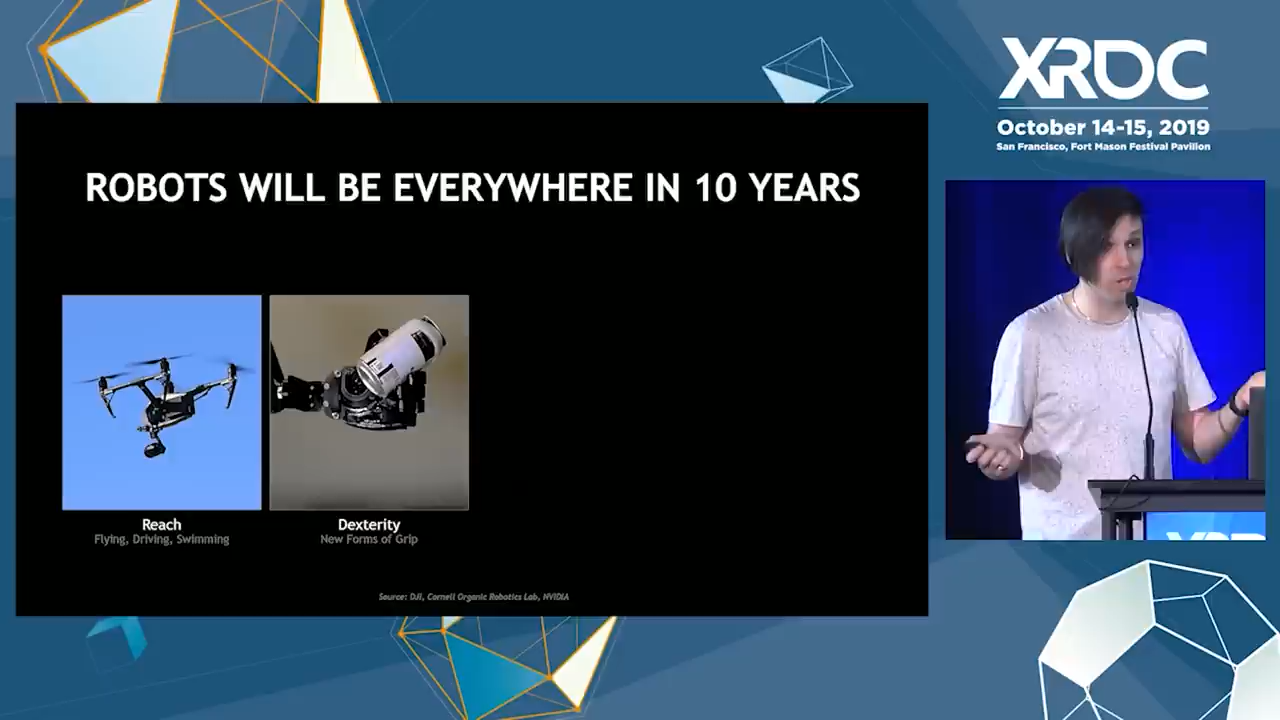 XRDC
October 14-15, 2019
San Francisco, Fort Mason Festival Pavilion
ROBOTS WILL BE EVERYWHERE IN 10 YEARS
Reach
Flying, Driving, Swimming
Dexterity
New Forms of Grip
Source: DJI, Cornell Organic Robotics Lab, NVIDIA